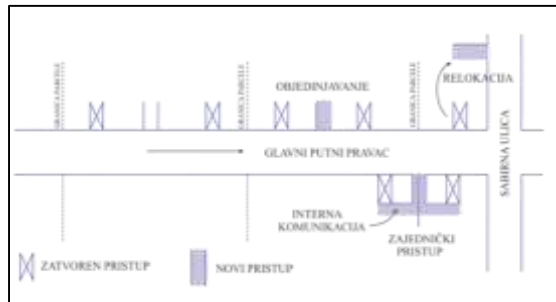 RELOKACIJA
OBJEDINJAVANJE
GRANICA PARCELE
GRANICA PARCELE
GRANICA PARCELE
GLAVNI PUTNI PRAVAC
SABIRNA ULICA
INTERNA
KOMUNIKACIJA
ZAJEDNIČKI
PRISTUP
ZATVOREN PRISTUP
NOVI PRISTUP